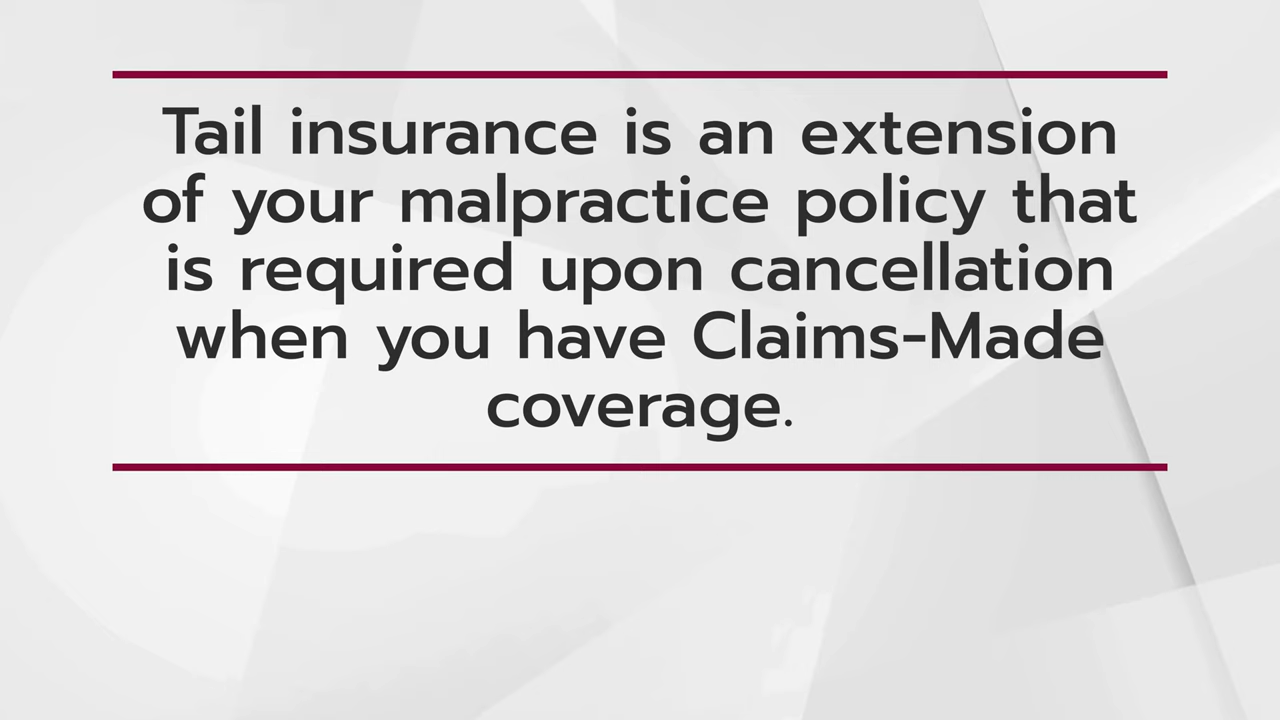 Tail insurance is an extension
of your malpractice policy that
is required upon cancellation
when you have Claims-Made
coverage.